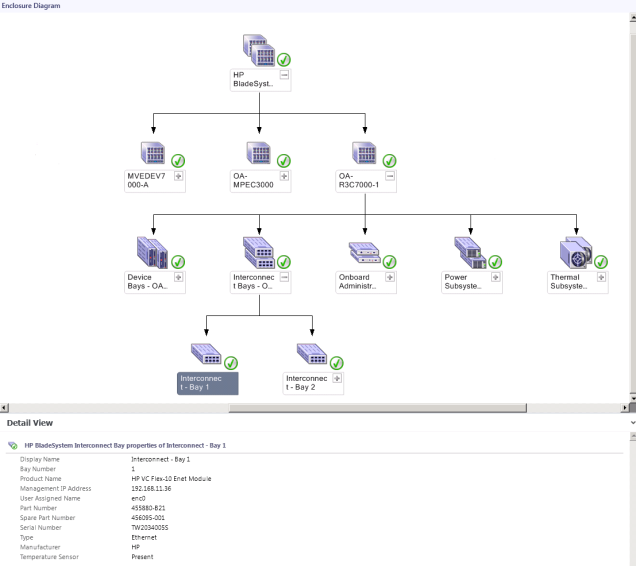 Enclosure Diagram
HP
BladeSyst..
MVEDEV7
000-A
OA-
MPEC3000
OA-
R3C7000-1
Device
Bays - OA..
Interconnec
t Bays - O..
Onboard
Administr..
Power
Subsyste..
Thermal
Subsyste..
Interconnec
t - Bay 1
Interconnec
t - Bay 2
Detail View
HP BladeSystem Interconnect Bay properties of Interconnect - Bay 1
Display Name Interconnect - Bay 1
Bay Number 1
Product Name HP VC Flex-10 Enet Module
Management IP Address 192.168.11.36
User Assigned Name enc0
Part Number 455880-B21
Spare Part Number 456095-001
Serial Number TW2034005S
Type Ethernet
Manufacturer HP
Temperature Sensor Present